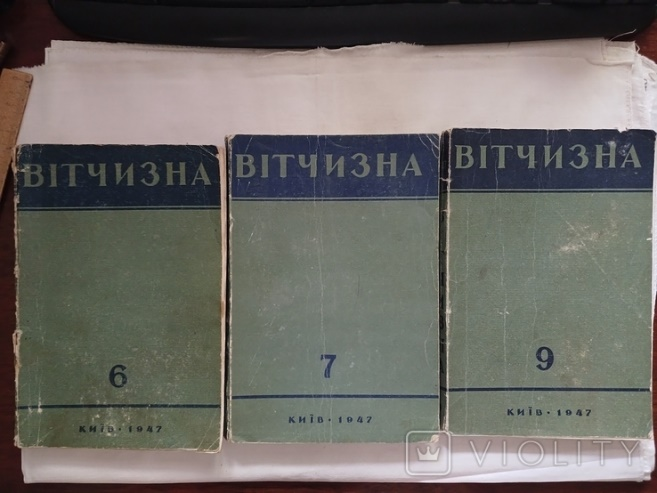 ВІТЧИЗНА
6
КИЇВ · 1947
ВІТЧИЗНА
7
КИЇВ · 1947
ВІТЧИЗНА
9
КИЇВ · 1947
VIOLITY